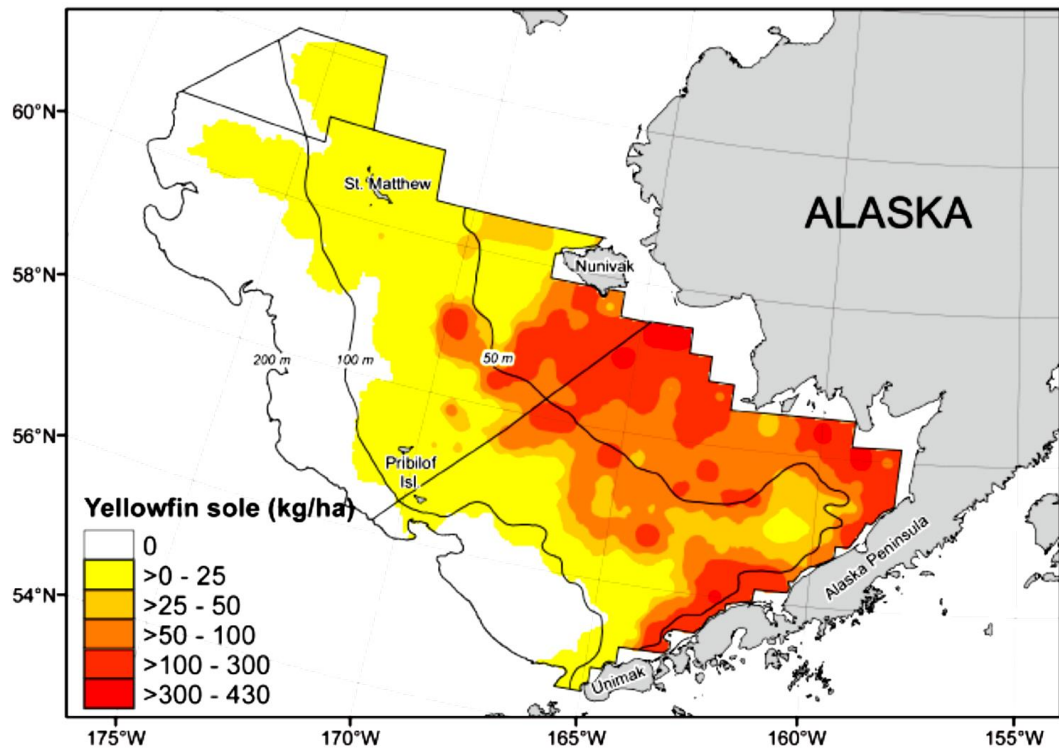 60°N
58°N
56°N
54°N
St. Matthew
ALASKA
Nunivak
200 m
100 m
50 m
Pribilof
Isl
Alaska Peninsula
Unimak
Yellowfin sole (kg/ha)
0
>0 - 25
>25 - 50
>50 - 100
>100 - 300
>300 - 430
175°W
170°W
165°W
160°W
155°W